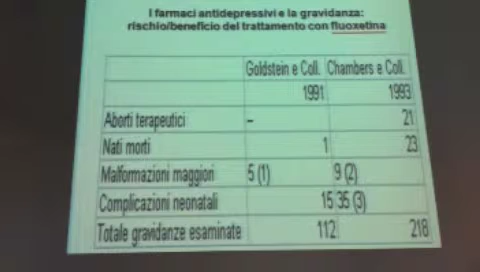 I farmaci antidepressivi e la gravidanza:
rischio/beneficio del trattamento con fluoxetina
Goldstein e Coll. Chambers e Coll.
1991 1993
Aborti terapeutici – 21
Nati morti 1 23
Malformazioni maggiori 5 (1) 9 (2)
Complicazioni neonatali 15 35 (3)
Totale gravidanze esaminate 112 218